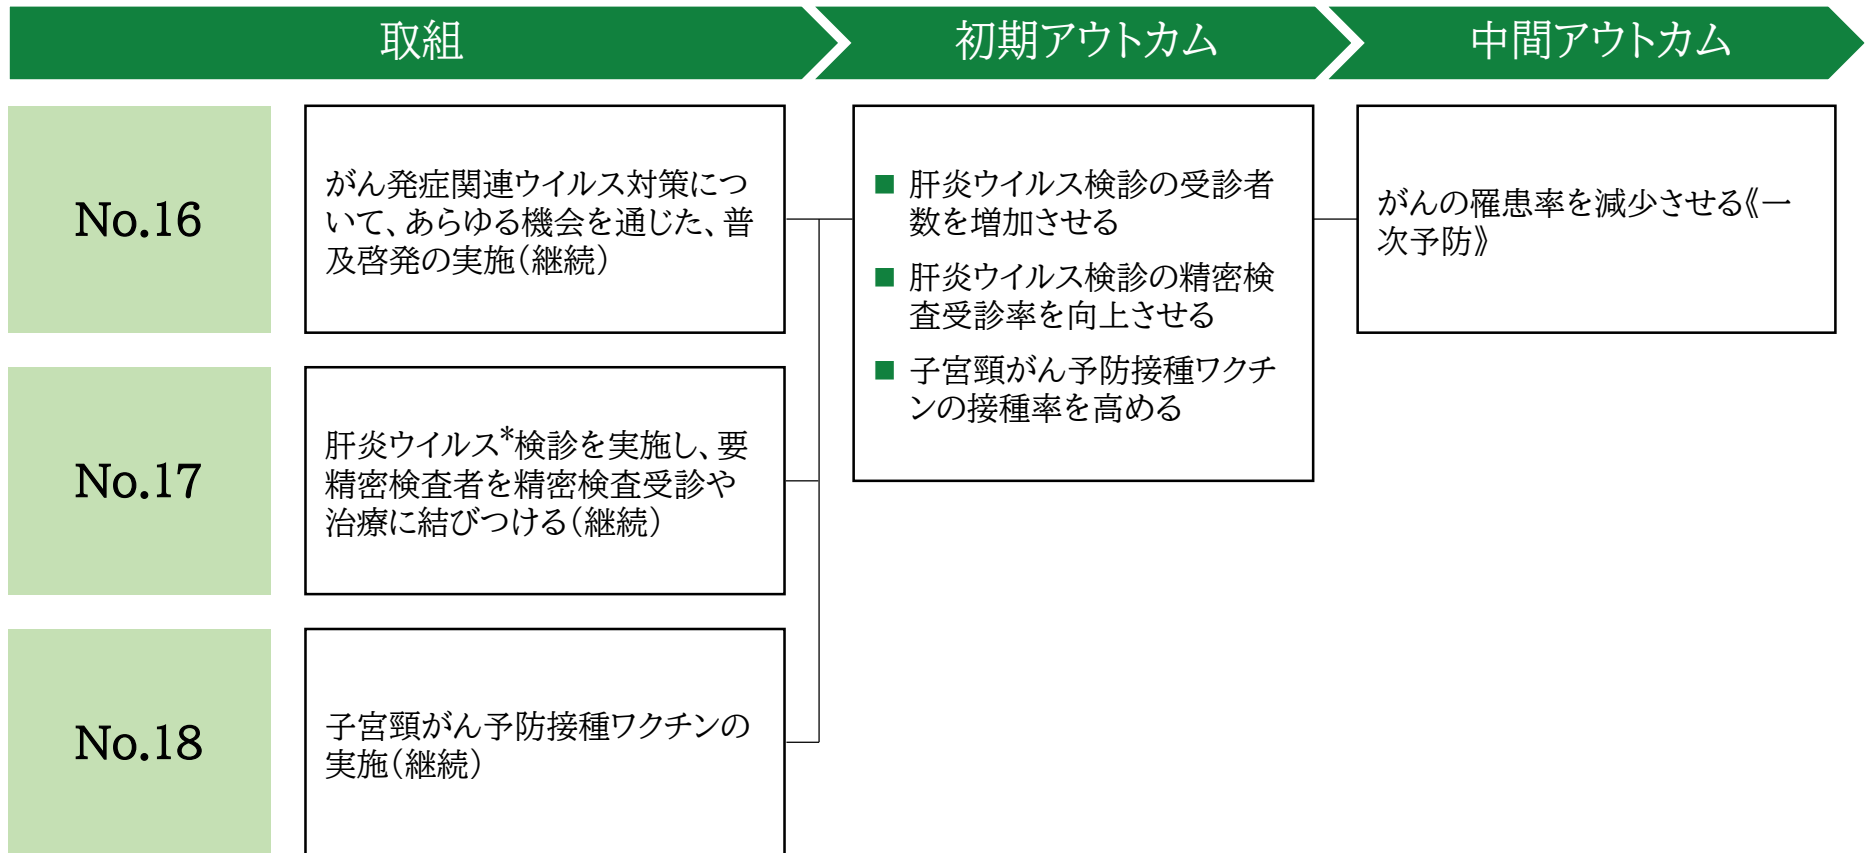 取組
初期アウトカム
中間アウトカム
No.16
がん発症関連ウイルス対策につ
いて、あらゆる機会を通じた、普
及啓発の実施(継続)
■ 肝炎ウイルス検診の受診者
数を増加させる
■ 肝炎ウイルス検診の精密検
査受診率を向上させる
■ 子宮頸がん予防接種ワクチ
ンの接種率を高める
がんの罹患率を減少させる《一
次予防》
No.17
肝炎ウイルス*検診を実施し、要
精密検査者を精密検査受診や
治療に結びつける(継続)
No.18
子宮頸がん予防接種ワクチンの
実施(継続)